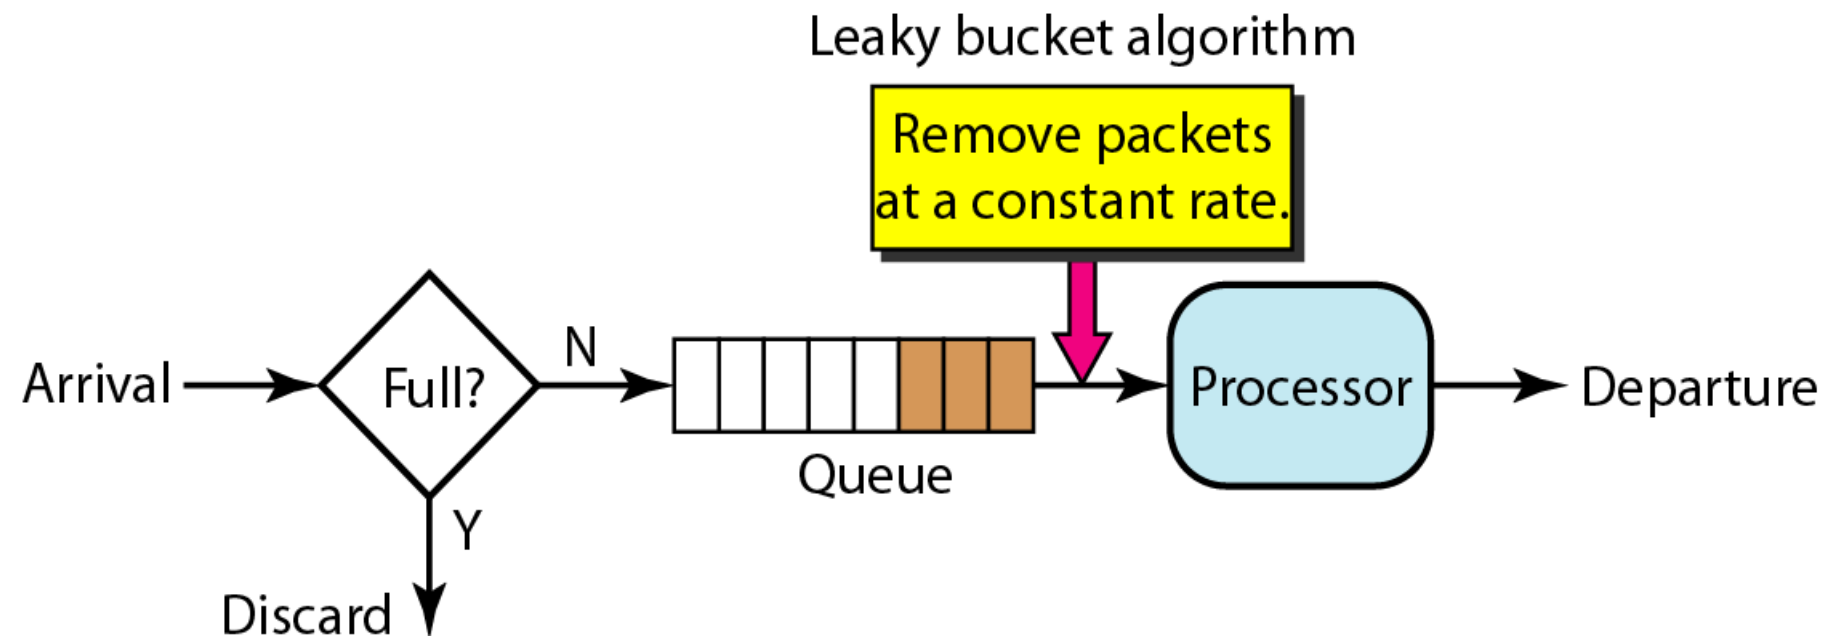 Leaky bucket algorithm
Remove packets
at a constant rate.
Arrival
Full?
N
Y
Discard
Queue
Processor
Departure